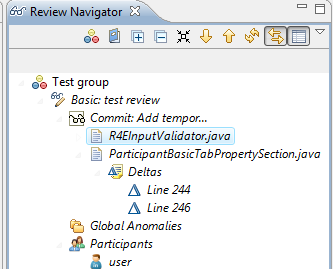 Review Navigator
Test group
Basic: test review
Commit: Add tempor...
R4EInputValidator.java
ParticipantBasicTabPropertySection.java
Deltas
Line 244
Line 246
Global Anomalies
Participants
user